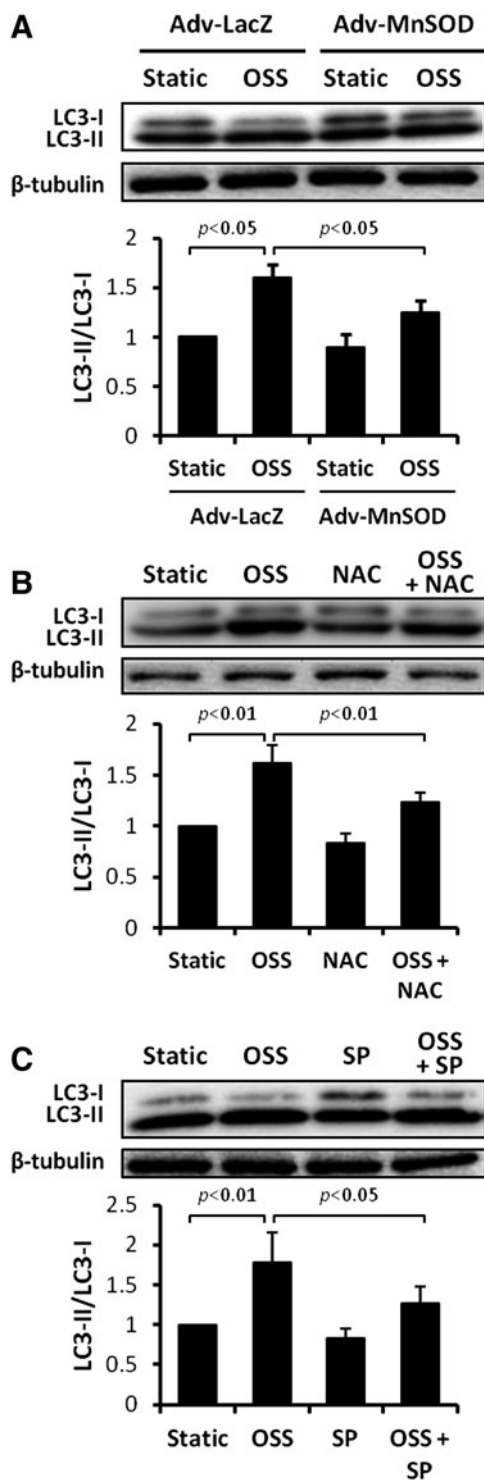 A
Adv-LacZ Adv-MnSOD
Static OSS Static OSS
LC3-I
LC3-II
β-tubulin
p<0.05 p<0.05
2
1.5
1
0.5
0
LC3-II/LC3-I
Static OSS Static OSS
Adv-LacZ Adv-MnSOD
B
Static OSS NAC OSS + NAC
LC3-I
LC3-II
β-tubulin
p<0.01 p<0.01
2
1.5
1
0.5
0
LC3-II/LC3-I
Static OSS NAC OSS + NAC
C
Static OSS SP OSS + SP
LC3-I
LC3-II
β-tubulin
p<0.01 p<0.05
2.5
2
1.5
1
0.5
0
LC3-II/LC3-I
Static OSS SP OSS + SP